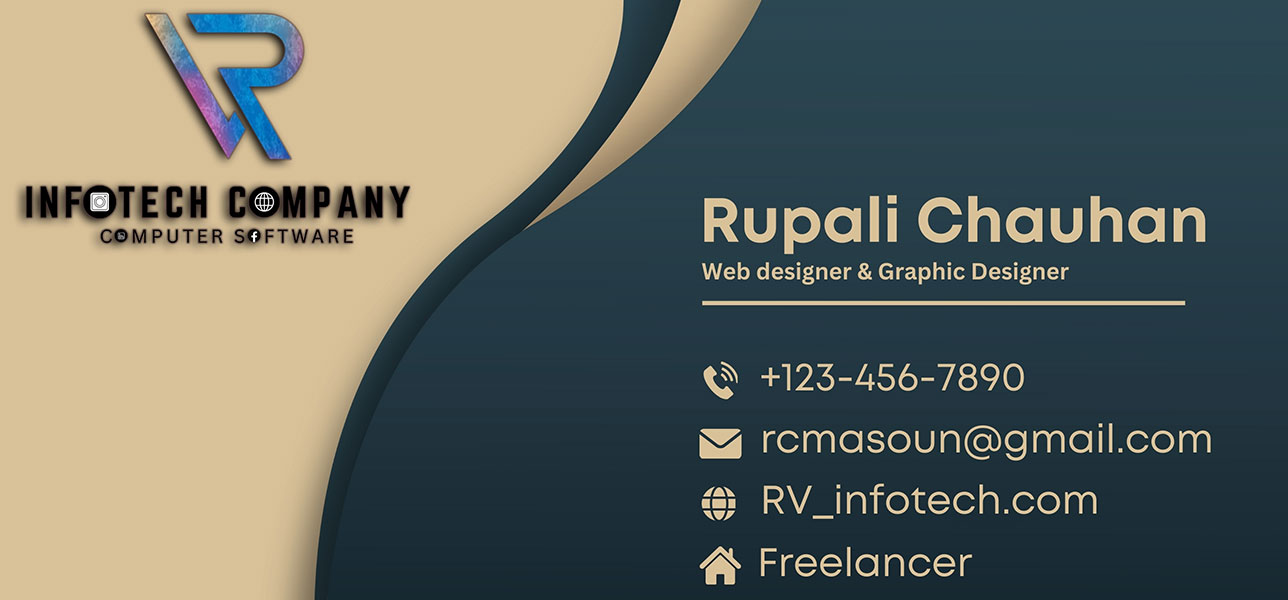 VR
INFOTECH COMPANY
COMPUTER SOFTWARE
Rupali Chauhan
Web designer & Graphic Designer
+123-456-7890
rcmasoun@gmail.com
RV_infotech.com
Freelancer